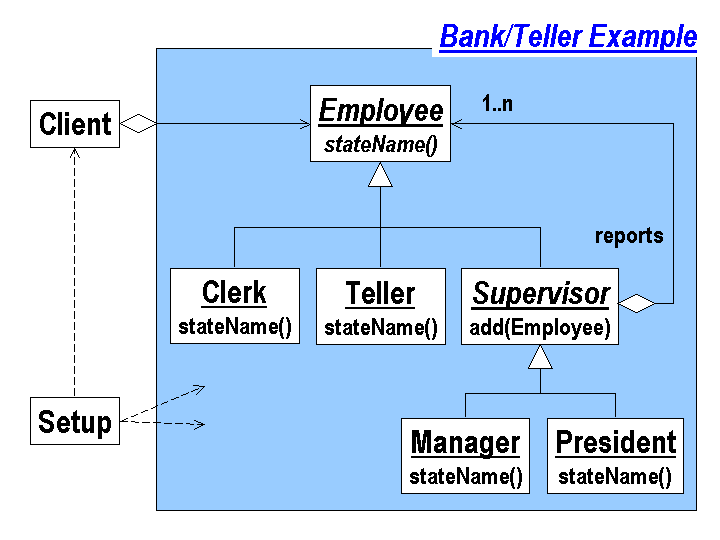 Bank/Teller Example
Client
Employee
stateName()
1..n
reports
Clerk
stateName()
Teller
stateName()
Supervisor
add(Employee)
Setup
Manager
stateName()
President
stateName()